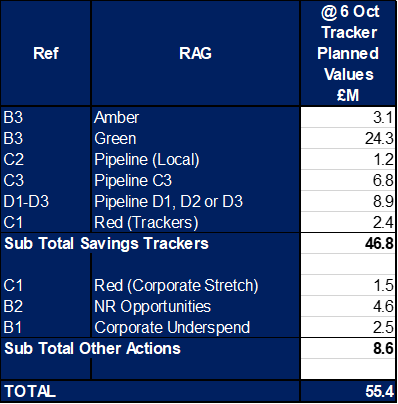 Ref RAG @ 6 Oct Tracker Planned Values £M
B3 Amber 3.1
B3 Green 24.3
C2 Pipeline (Local) 1.2
C3 Pipeline C3 6.8
D1-D3 Pipeline D1, D2 or D3 8.9
C1 Red (Trackers) 2.4
Sub Total Savings Trackers 46.8
C1 Red (Corporate Stretch) 1.5
B2 NR Opportunities 4.6
B1 Corporate Underspend 2.5
Sub Total Other Actions 8.6
TOTAL 55.4